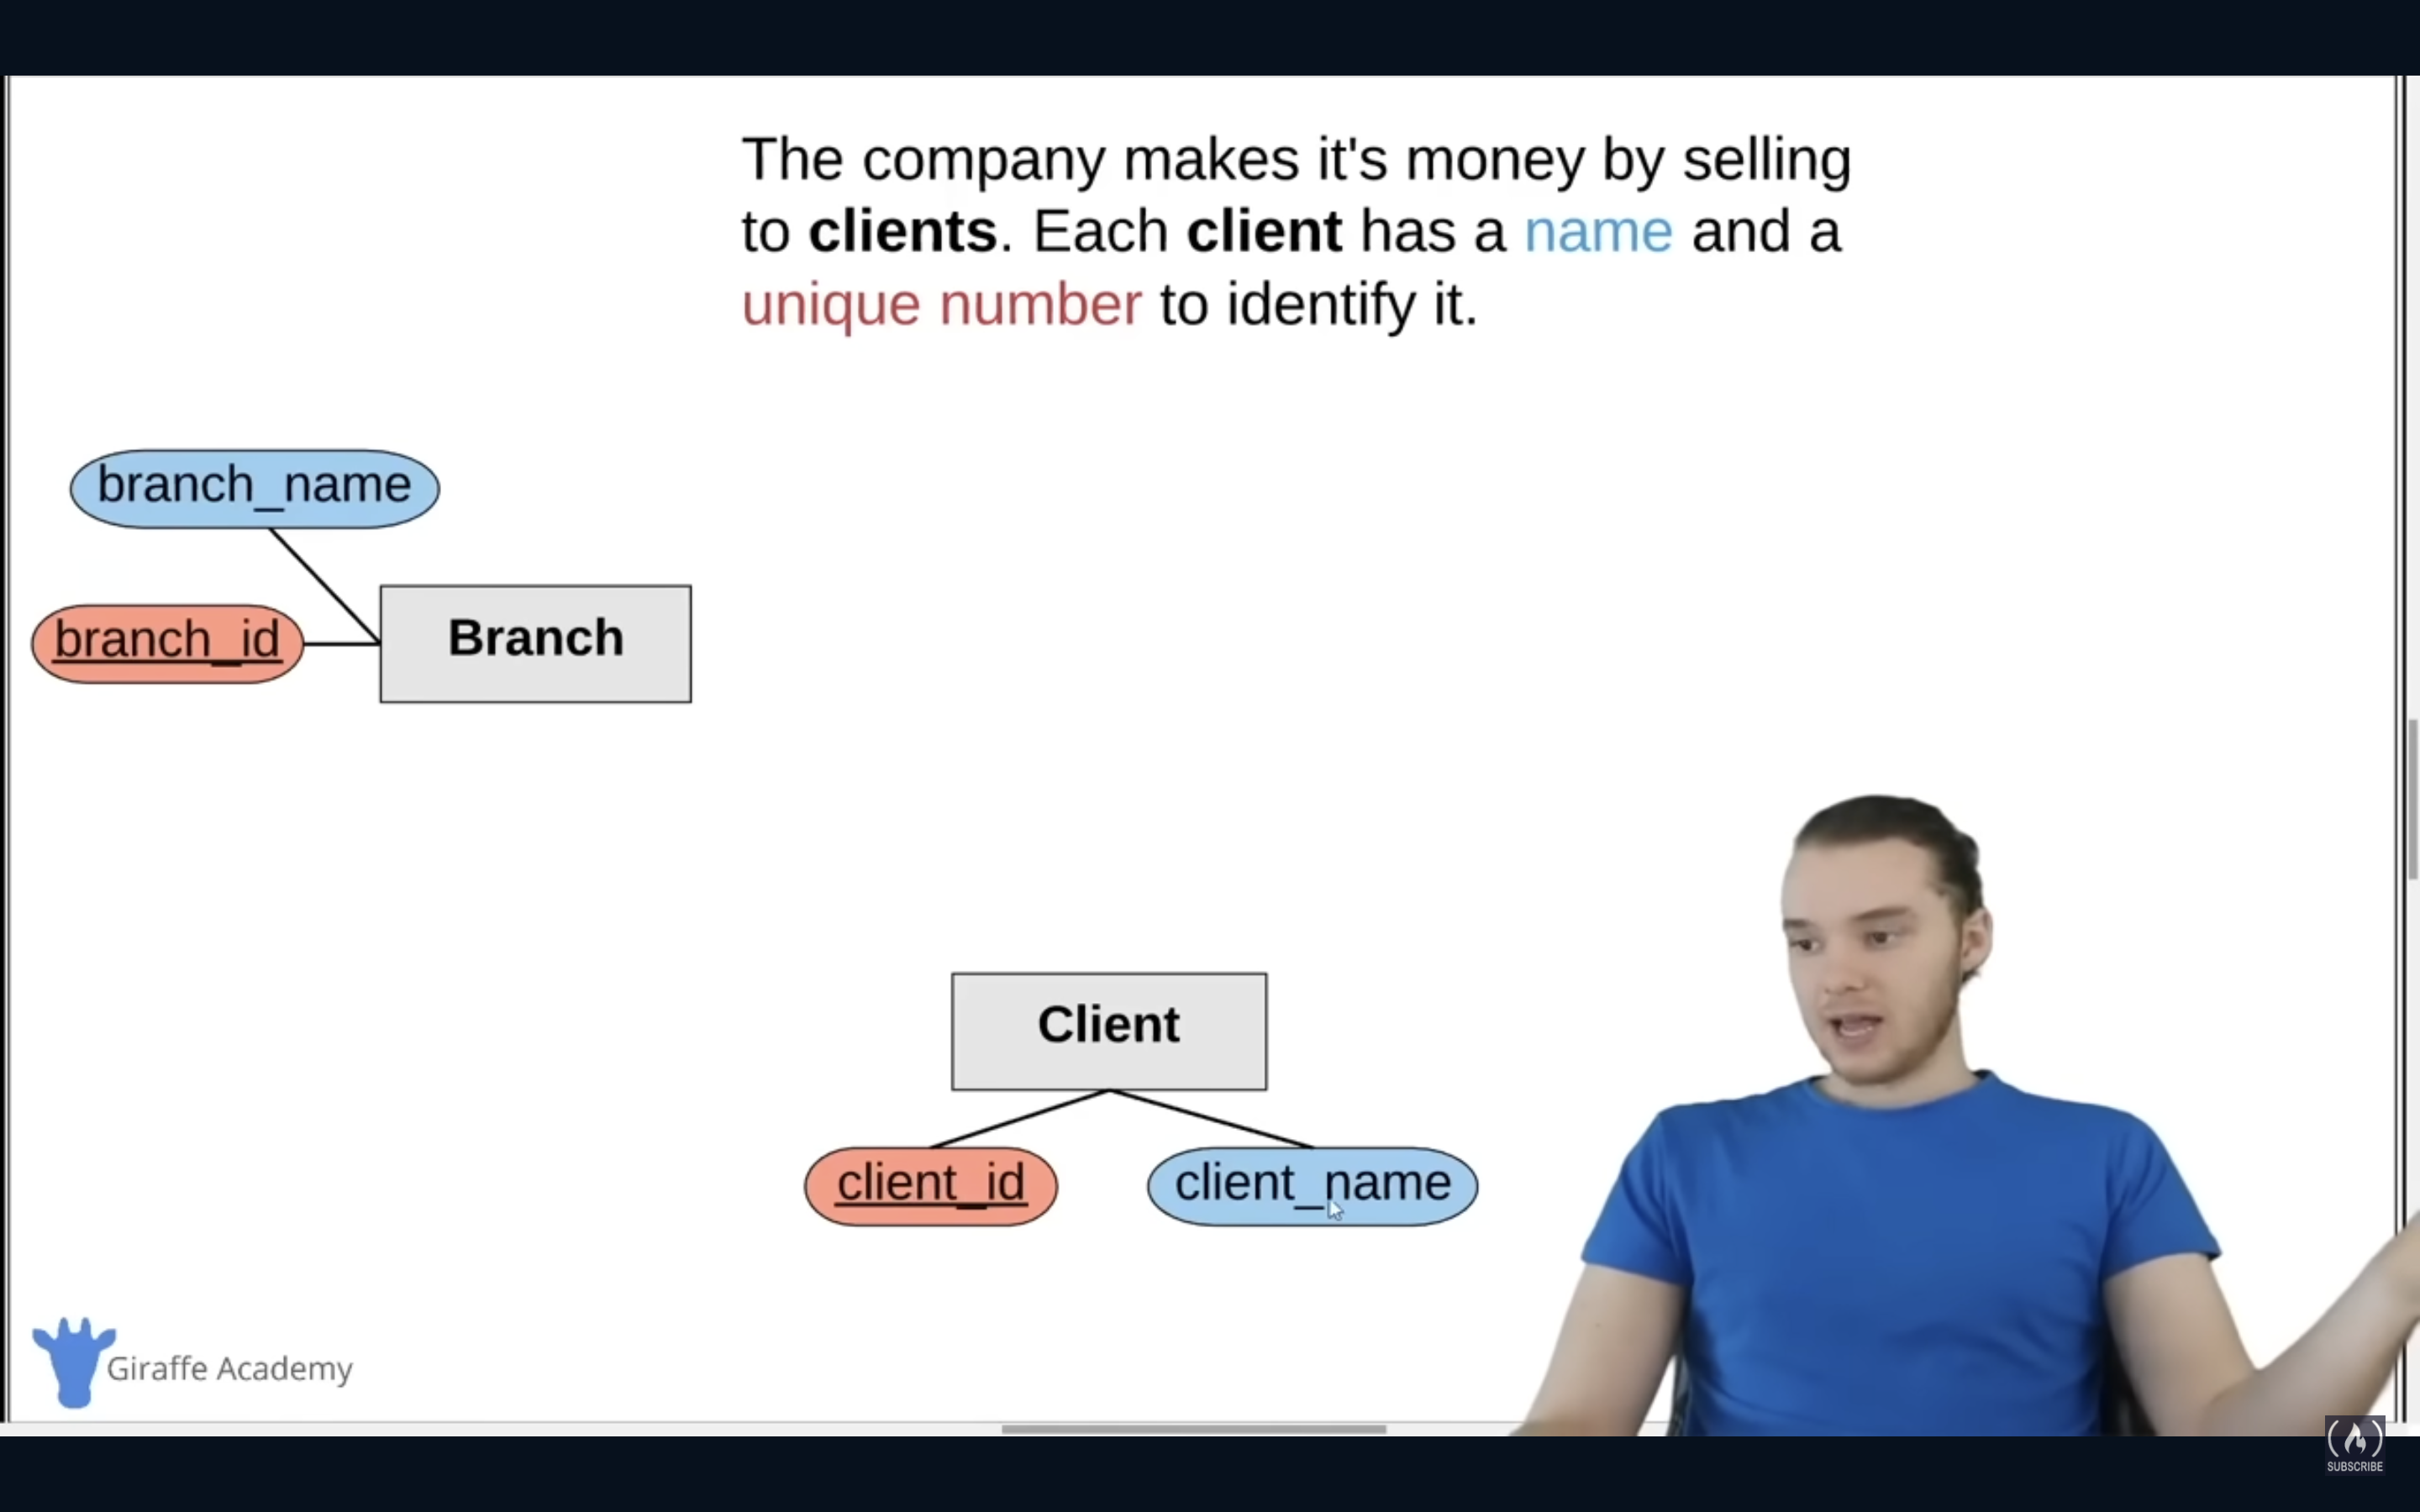 The company makes it's money by selling
to clients. Each client has a name and a
unique number to identify it.
branch_name
branch_id
Branch
Client
client_id
client_name
Giraffe Academy
SUBSCRIBE